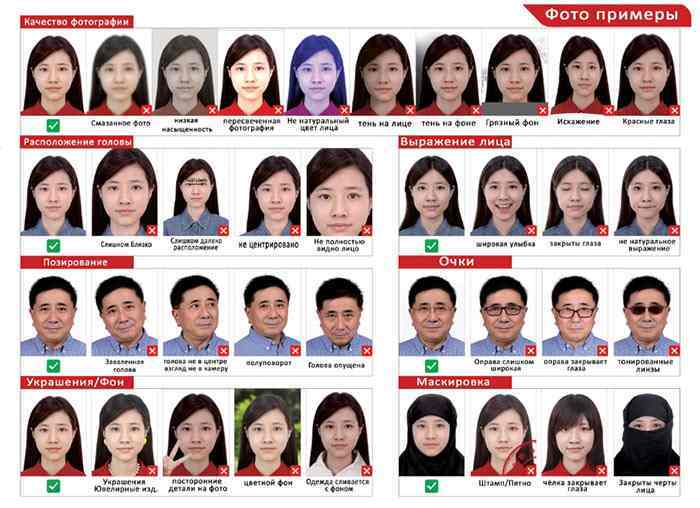 Фото примеры
Качество фотографии
Смазанное фото
низкая
насыщенность
пересвеченная
фотография
Не натуральный
цвет лица
тень на лице
тень на фоне
Грязный фон
Искажение
Красные глаза
Расположение головы
Слишком Близко
Слишком далеко
расположение
не центрировано
Не полностью
видно лицо
Выражение лица
широкая улыбка
закрыты глаза
не натуральное
выражение
Позирование
Заваленная
голова
голова не в центре
взгляд не в камеру
полуповорот
Голова опущена
Очки
Оправа слишком
широкая
оправа закрывает
глаза
тонированные
линзы
Украшения/Фон
Украшения
Ювелирные изд.
посторонние
детали на фото
цветной фон
Одежда сливается
с фоном
Маскировка
Штамп/Пятно
чёлка закрывает
глаза
Закрыты черты
лица